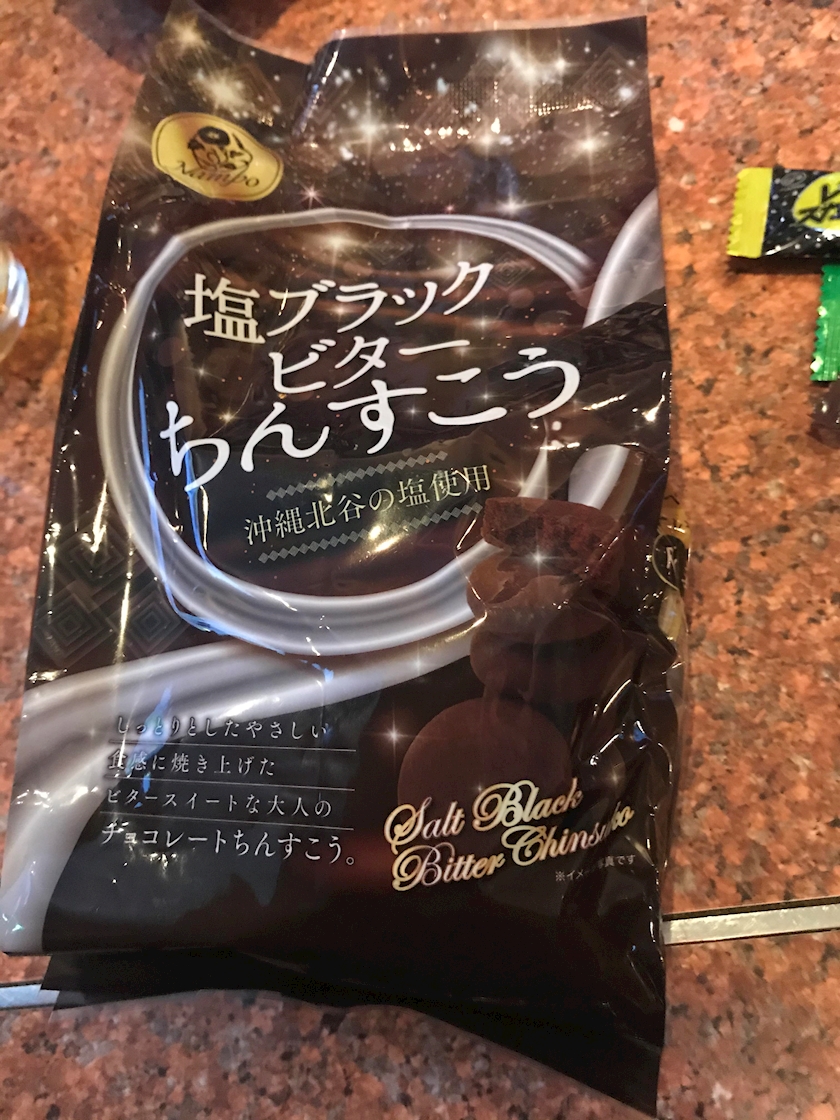 Nampo
塩ブラック
ビター
ちんすこう
沖縄北谷の塩使用
しっとりとしたやさしい
食感に焼き上げた
ビタースイートな大人の
チョコレートちんすこう。
Salt Black
Bitter Chinsuko